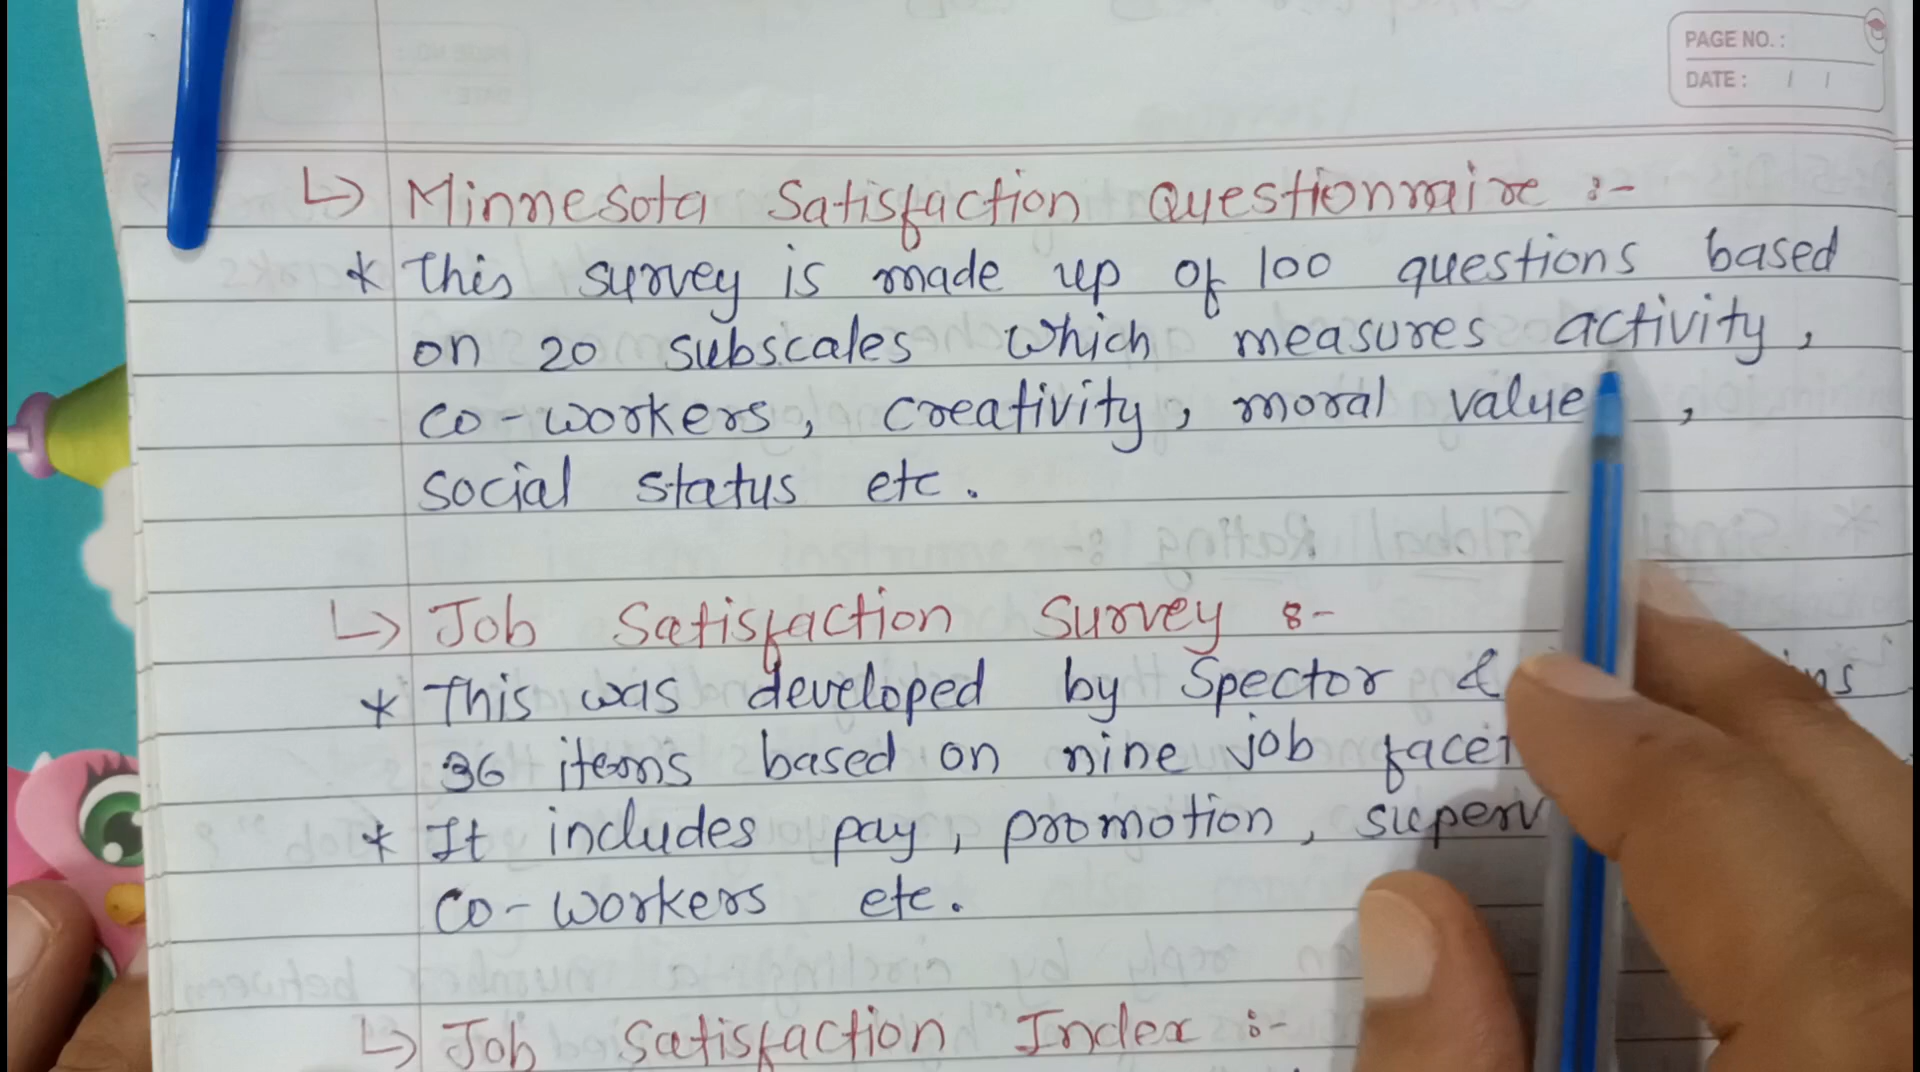 PAGE NO. :
DATE : / /
↳ Minnesota Satisfaction Questionnaire :-
* This survey is made up of 100 questions based
on 20 subscales which measures activity,
co-workers, creativity, moral value ,
social status etc.
↳ Job Satisfaction Survey :-
* This was developed by Spector &
36 items based on nine job
* It includes pay, promotion,
co-workers etc.
↳ Job Satisfaction Index :-